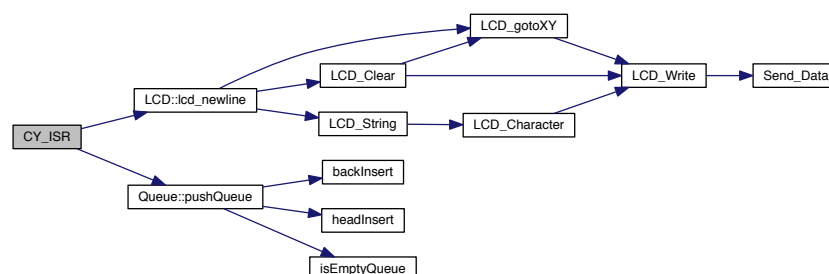 LCD_gotoXY
LCD_Clear
LCD_Write
Send_Data
LCD::lcd_newline
LCD_String
LCD_Character
CY_ISR
backInsert
Queue::pushQueue
headInsert
isEmptyQueue